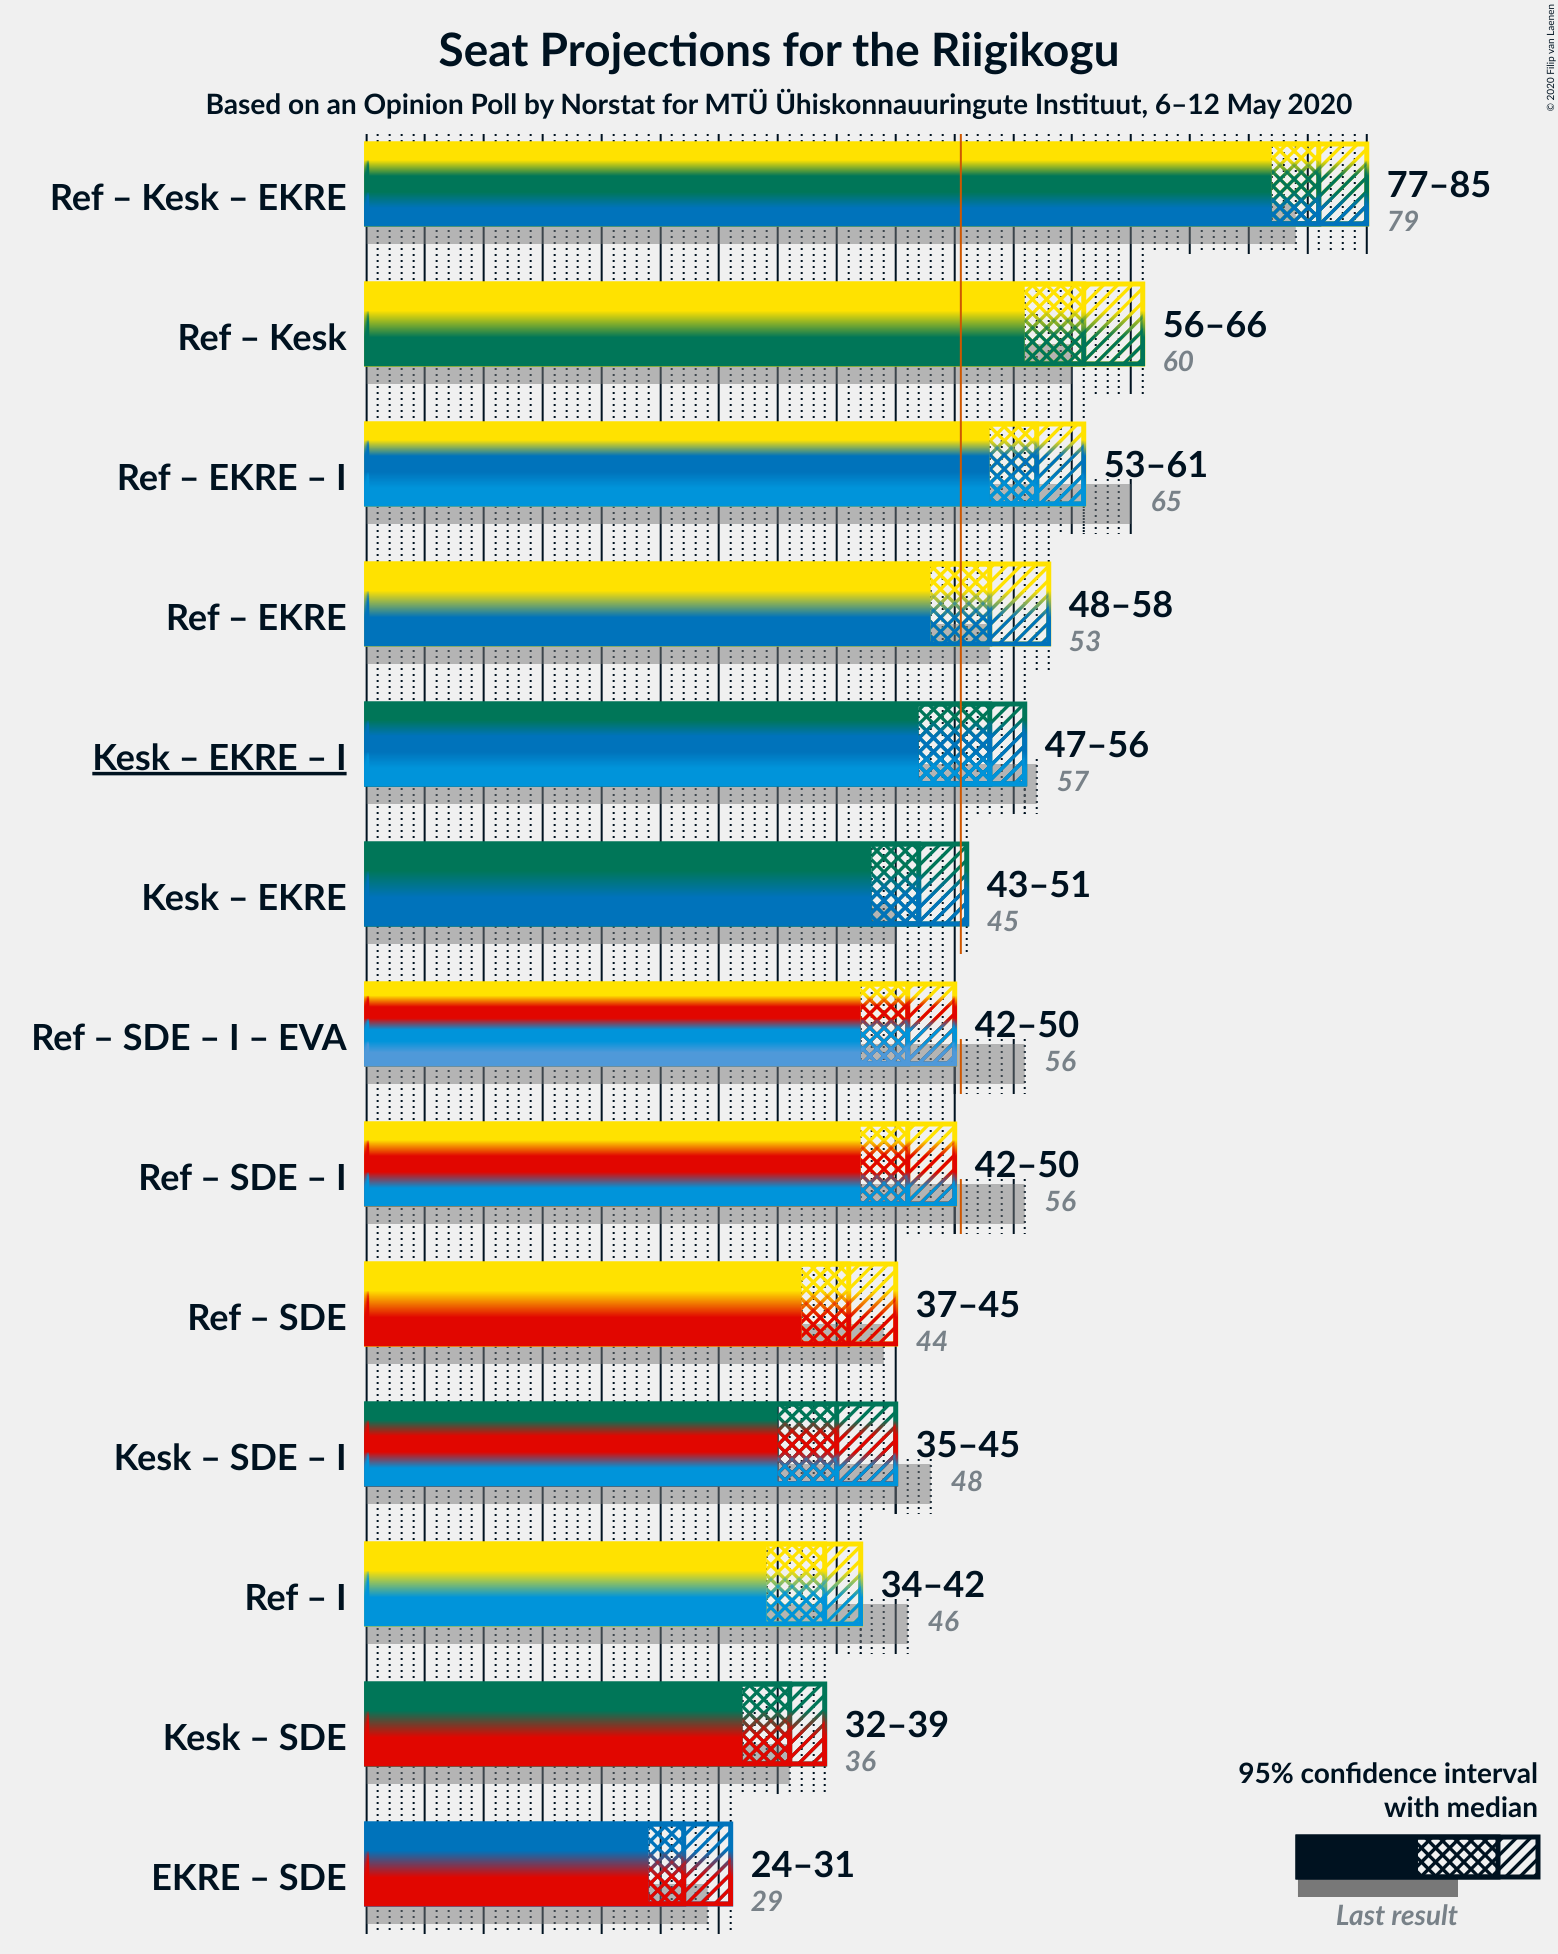 Seat Projections for the Riigikogu
Based on an Opinion Poll by Norstat for MTÜ Ühiskonnauuringute Instituut, 6–12 May 2020
© 2020 Filip van Laenen
Ref – Kesk – EKRE
77–85
79
Ref – Kesk
56–66
60
Ref – EKRE – I
53–61
65
Ref – EKRE
48–58
53
Kesk – EKRE – I
47–56
57
Kesk – EKRE
43–51
45
Ref – SDE – I – EVA
42–50
56
Ref – SDE – I
42–50
56
Ref – SDE
37–45
44
Kesk – SDE – I
35–45
48
Ref – I
34–42
46
Kesk – SDE
32–39
36
EKRE – SDE
24–31
29
95% confidence interval
with median
Last result